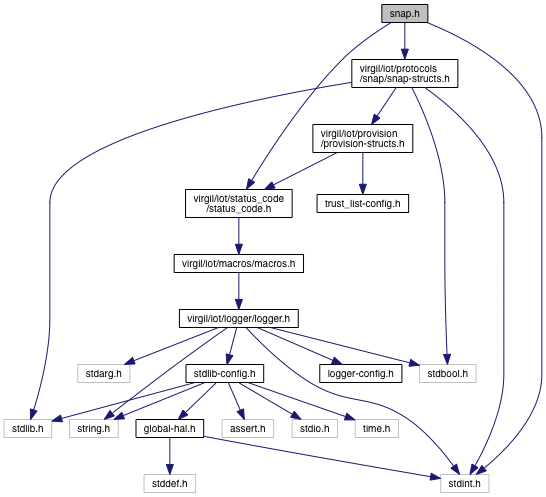 snap.h
virgil/iot/protocols
/snap/snap-structs.h
virgil/iot/provision
/provision-structs.h
virgil/iot/status_code
/status_code.h
trust_list-config.h
virgil/iot/macros/macros.h
virgil/iot/logger/logger.h
stdarg.h
stdlib-config.h
logger-config.h
stdbool.h
stdlib.h
string.h
global-hal.h
assert.h
stdio.h
time.h
stddef.h
stdint.h